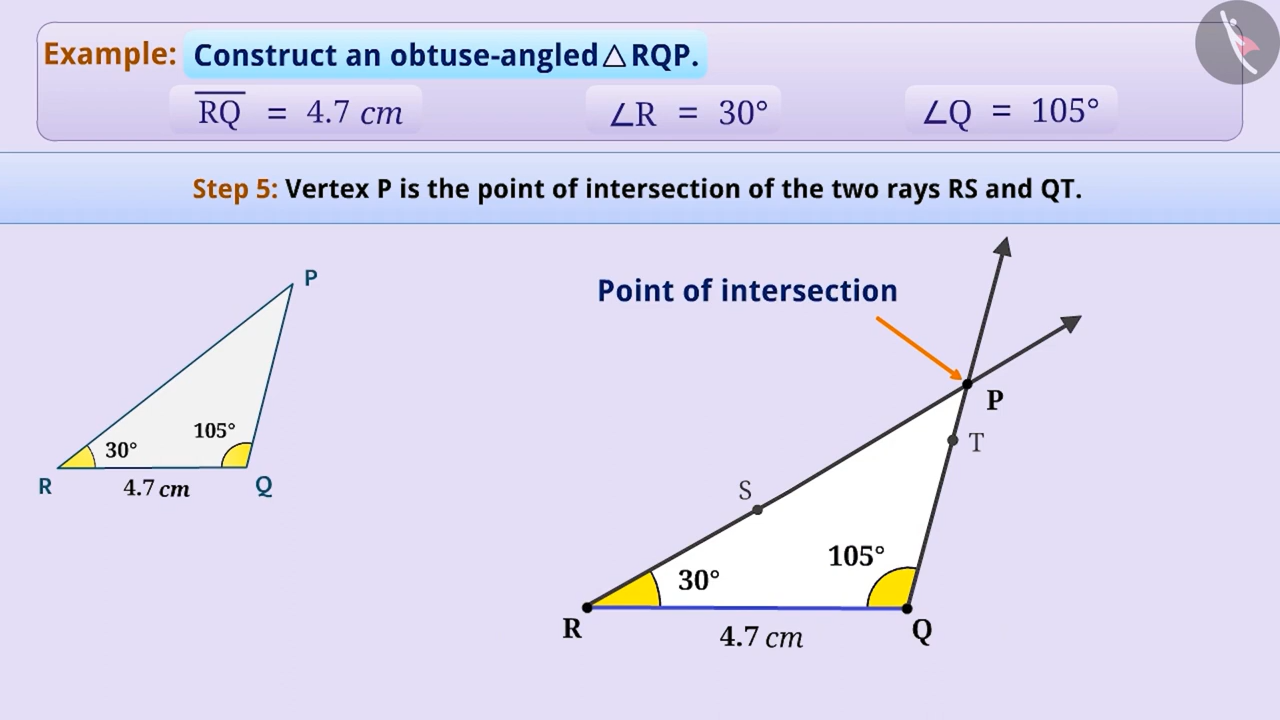 Example: Construct an obtuse-angled △ RQP.
RQ = 4.7 cm ∠R = 30° ∠Q = 105°
Step 5: Vertex P is the point of intersection of the two rays RS and QT.
P
105°
30°
R
4.7 cm
Q
Point of intersection
P
T
S
105°
30°
R
4.7 cm
Q